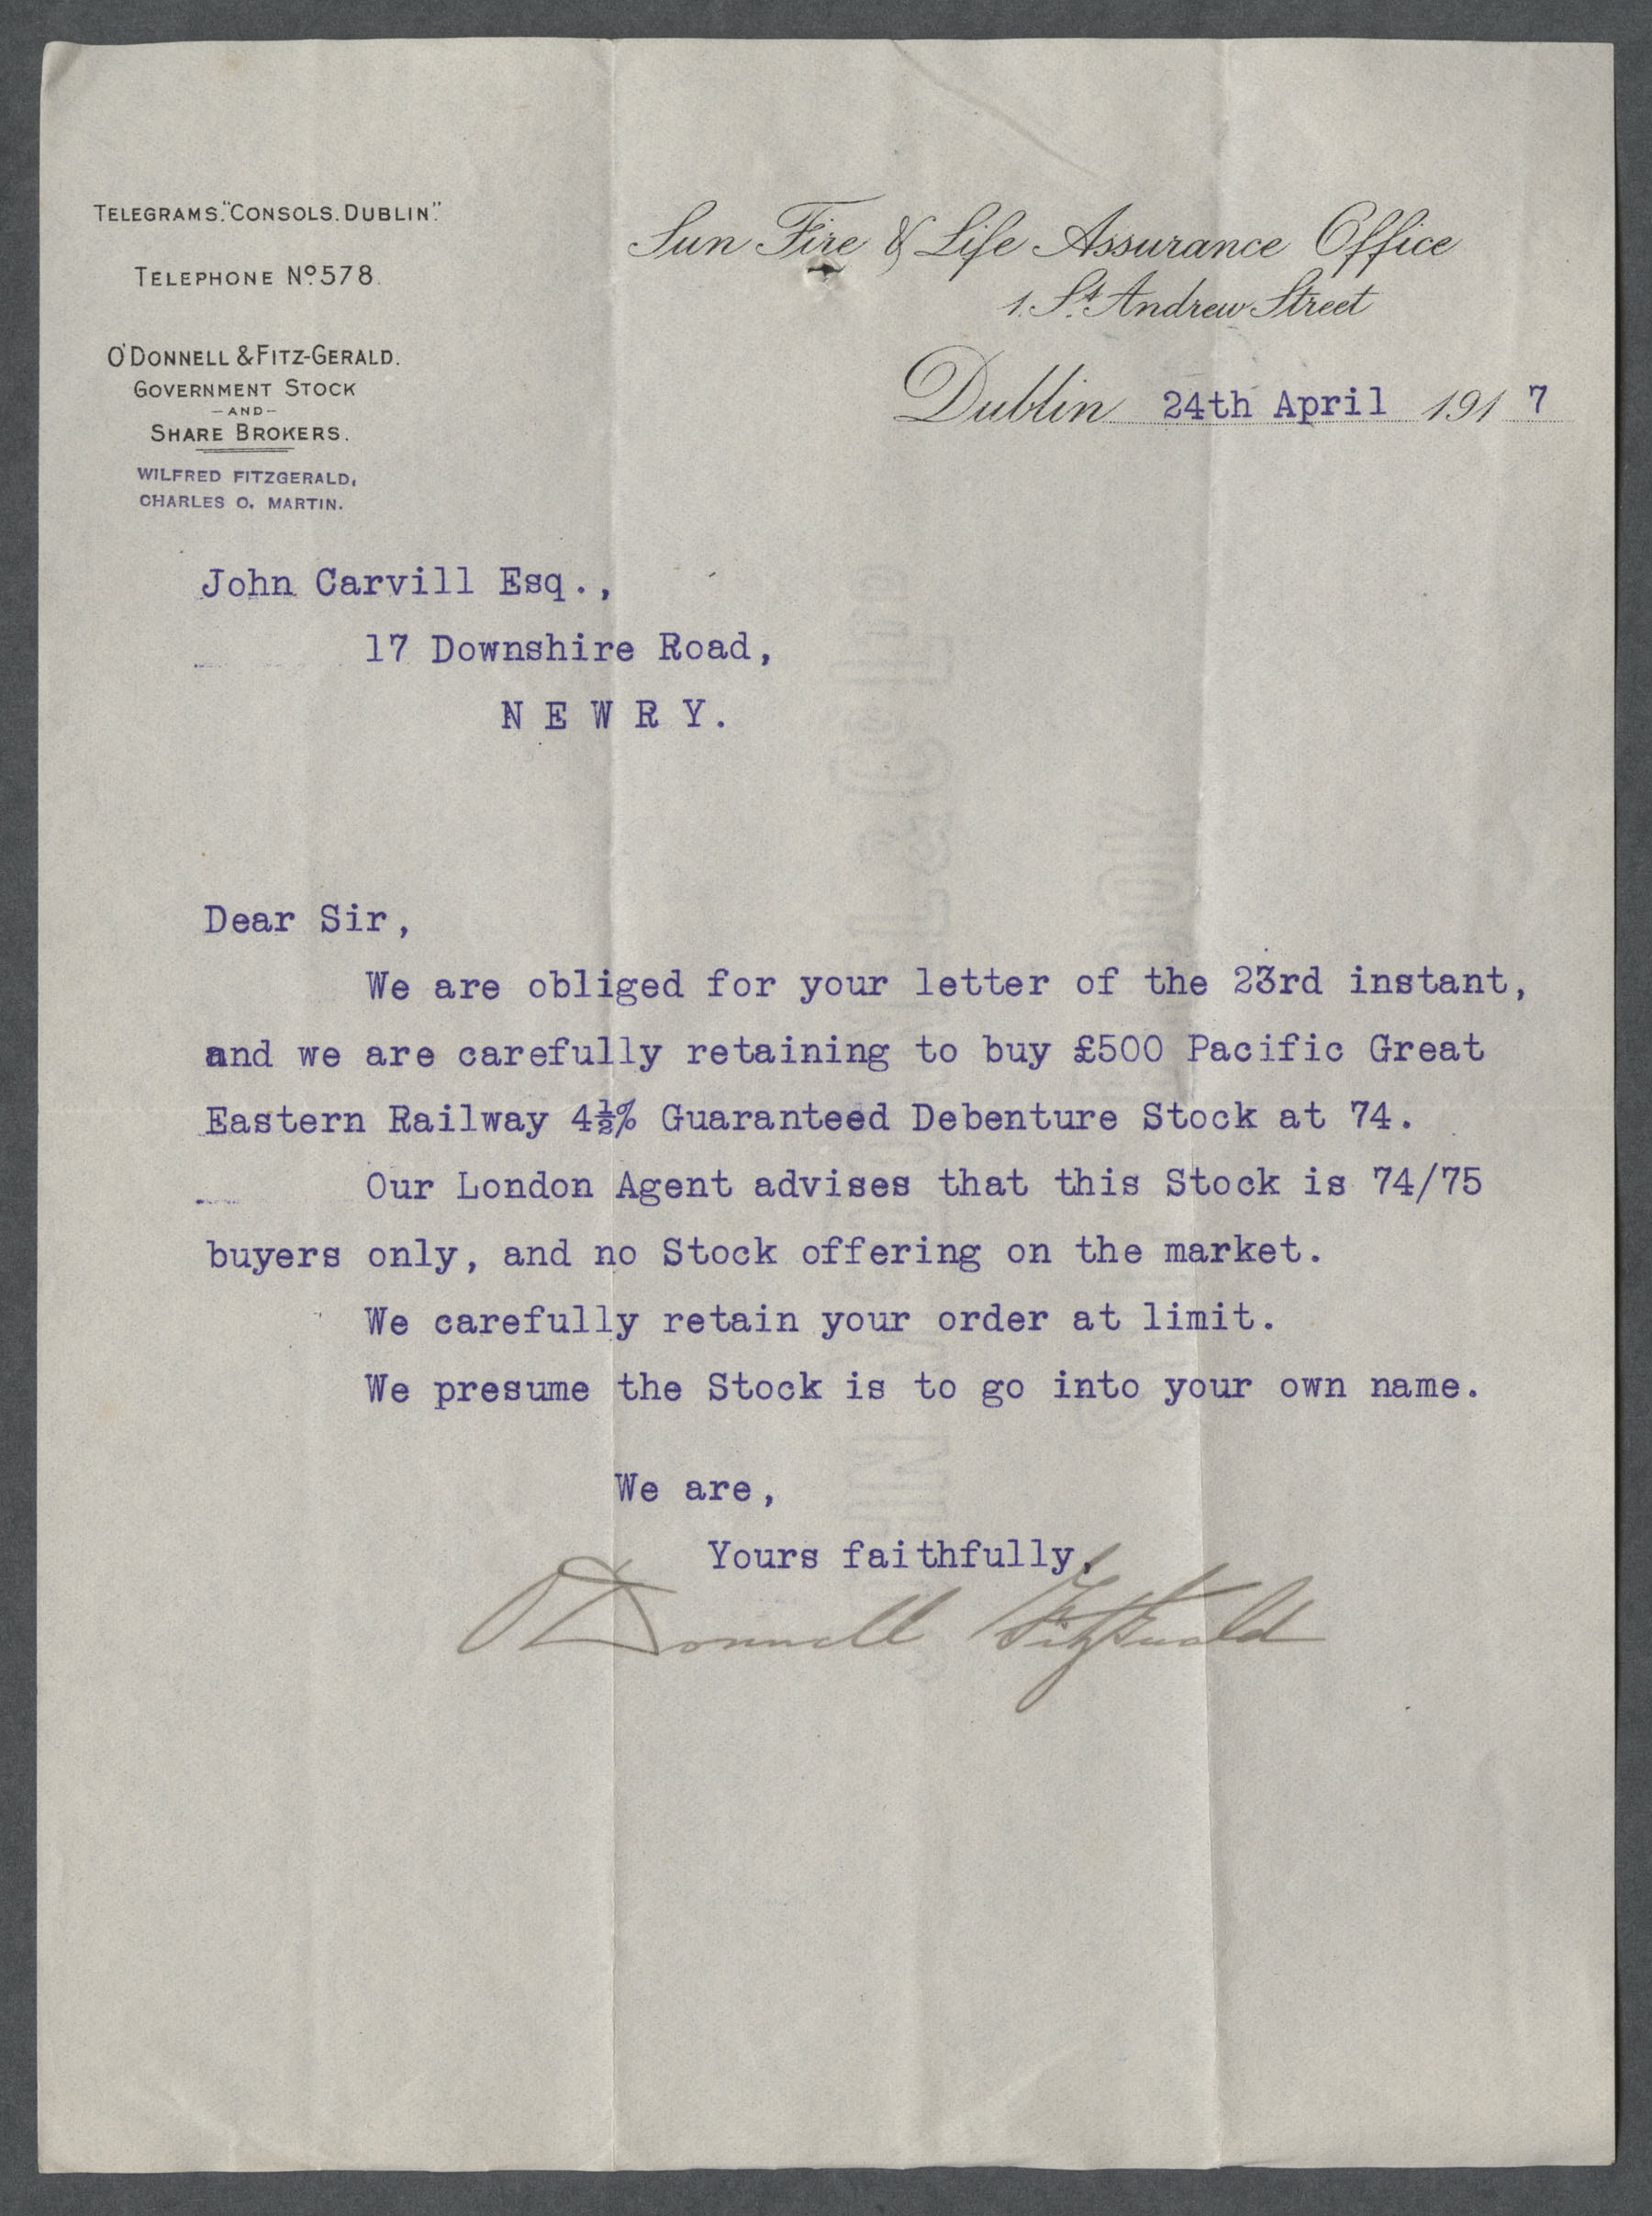 TELEGRAMS. "CONSOLS. DUBLIN".
TELEPHONE No. 578.
O'DONNELL & FITZ-GERALD.
GOVERNMENT STOCK
—AND—
SHARE BROKERS.
WILFRED FITZGERALD,
CHARLES O. MARTIN.
Sun Fire & Life Assurance Office
1. St. Andrew Street
Dublin 24th April 1917
John Carvill Esq.,
17 Downshire Road,
N E W R Y.
Dear Sir,
We are obliged for your letter of the 23rd instant,
and we are carefully retaining to buy £500 Pacific Great
Eastern Railway 4½% Guaranteed Debenture Stock at 74.
Our London Agent advises that this Stock is 74/75
buyers only, and no Stock offering on the market.
We carefully retain your order at limit.
We presume the Stock is to go into your own name.
We are,
Yours faithfully,
O'Donnell Fitzgerald